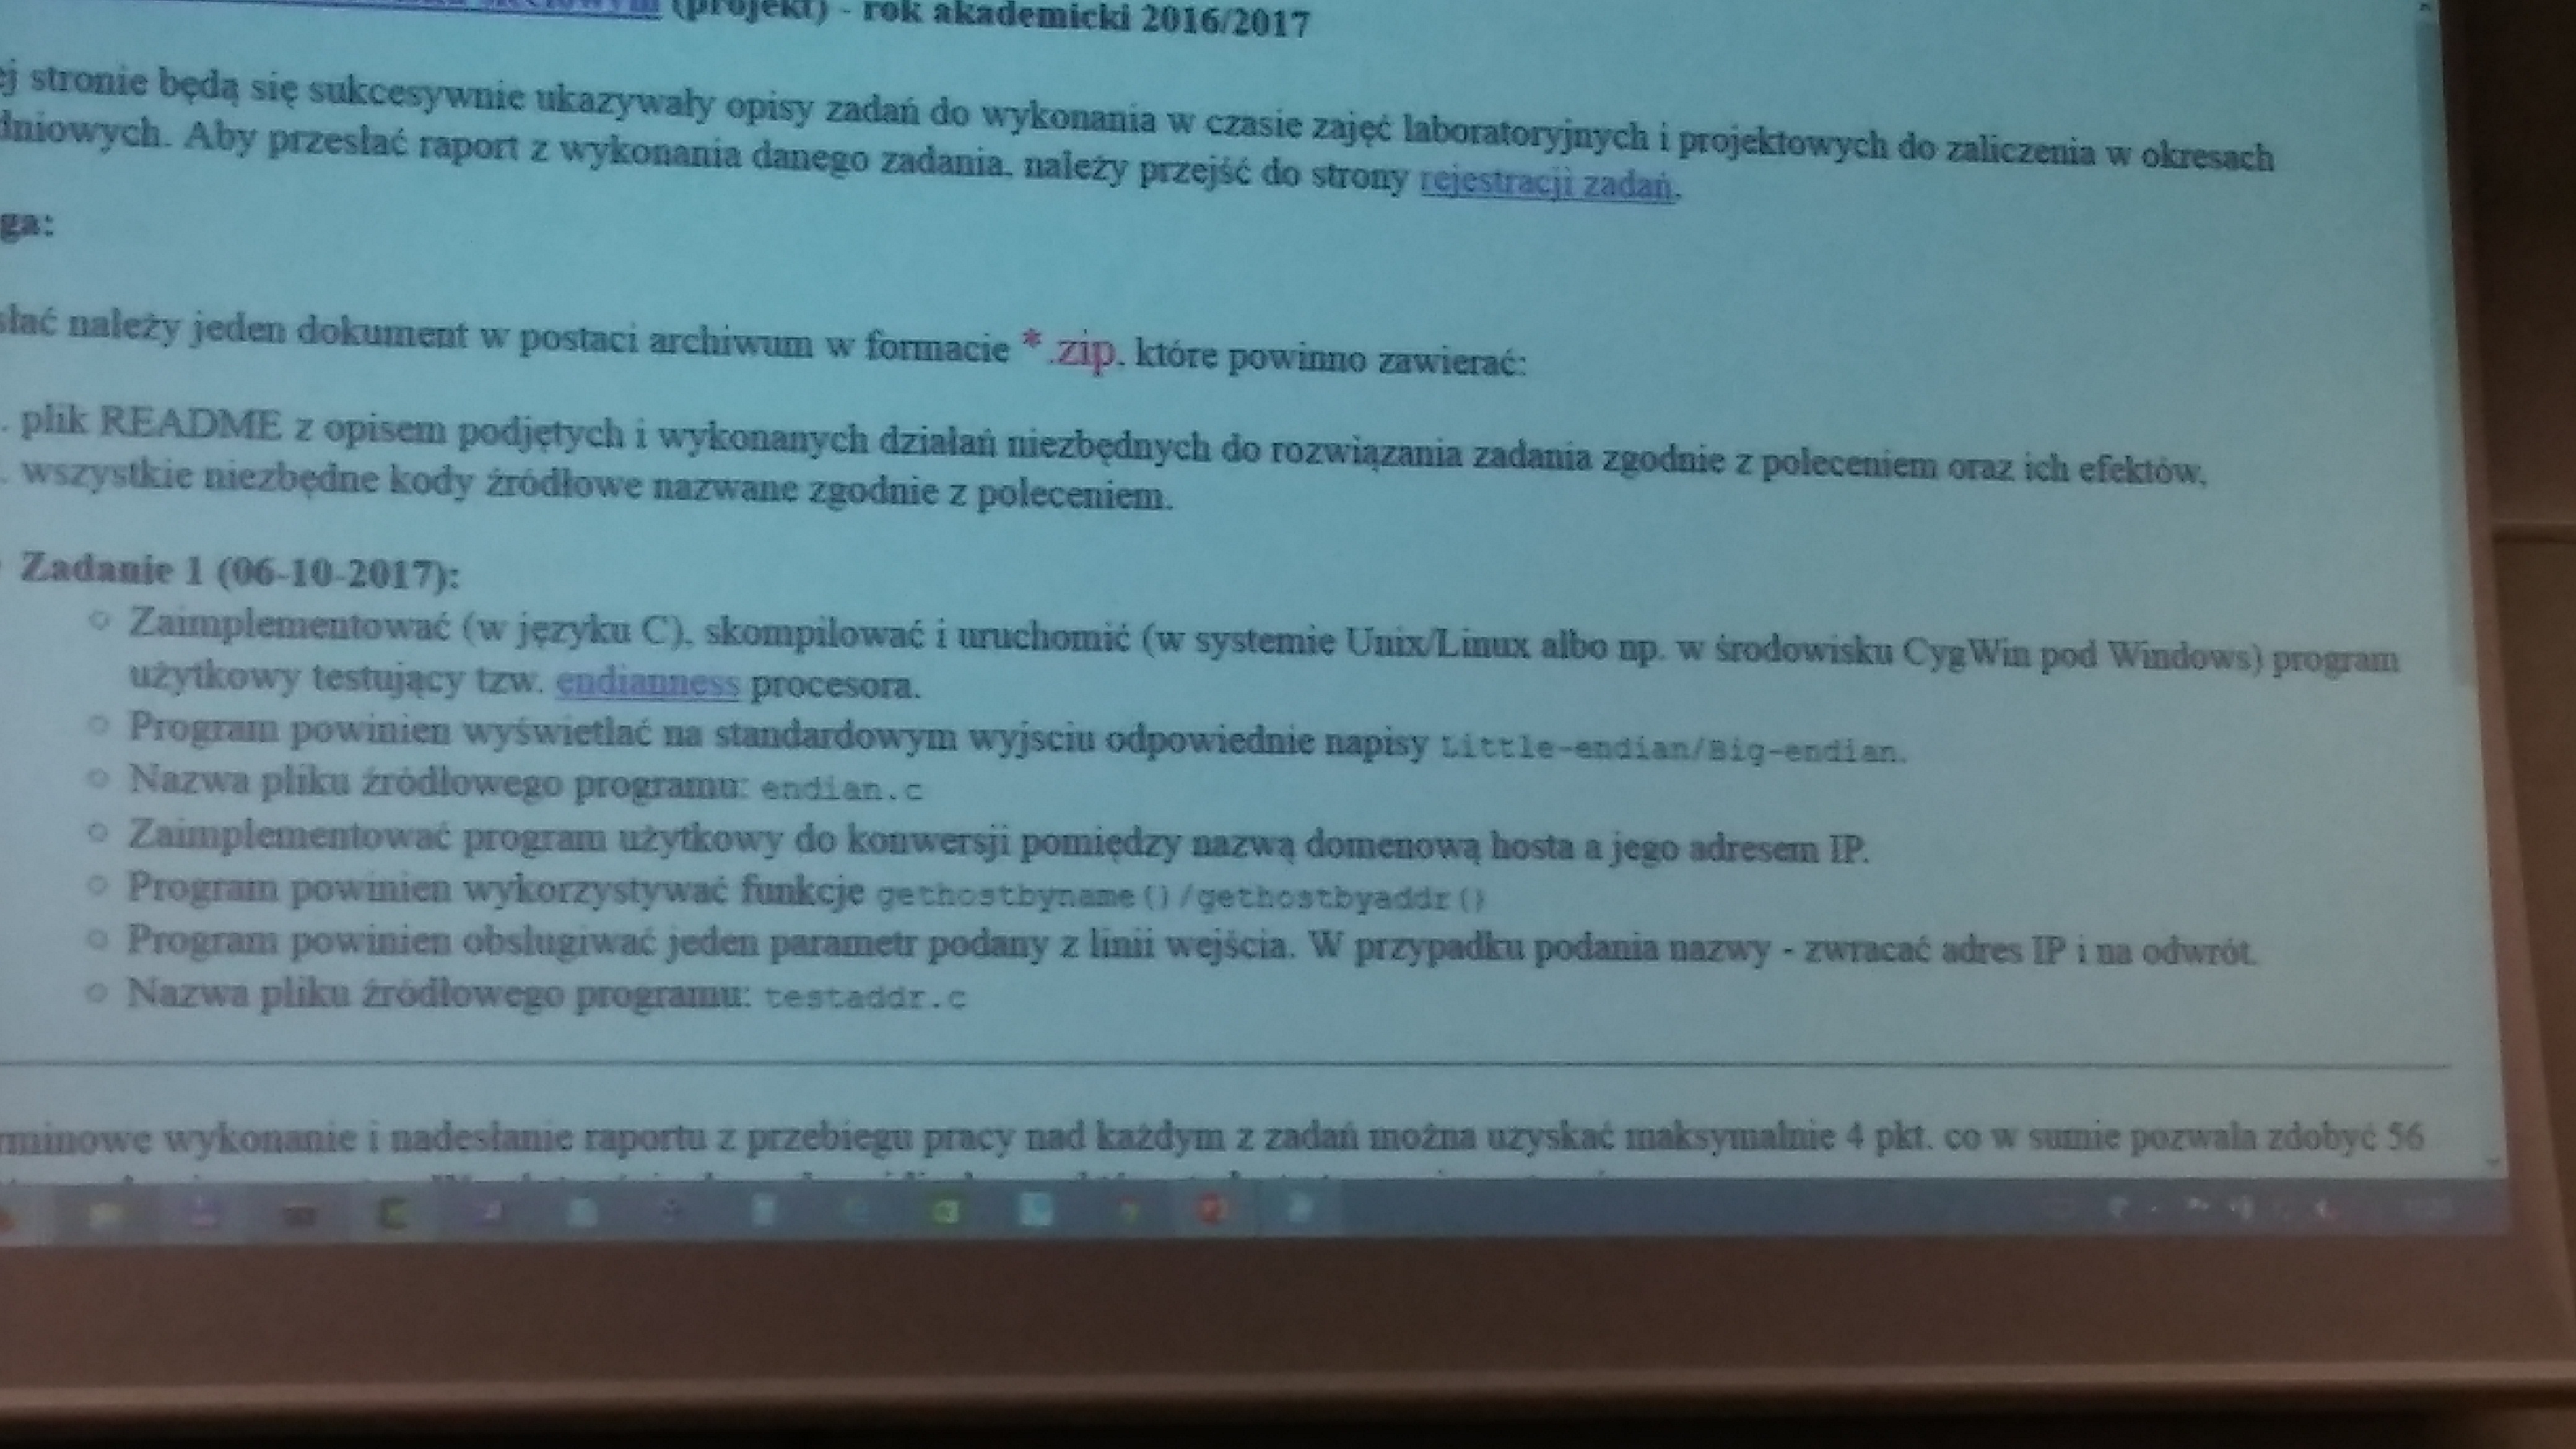 (projekt) - rok akademicki 2016/2017
ej stronie będą się sukcesywnie ukazywały opisy zadań do wykonania w czasie zajęć laboratoryjnych i projektowych do zaliczenia w okresach
dniowych. Aby przesłać raport z wykonania danego zadania, należy przejść do strony rejestracji zadań.
ga:
słać należy jeden dokument w postaci archiwum w formacie *.zip, które powinno zawierać:
. plik README z opisem podjętych i wykonanych działań niezbędnych do rozwiązania zadania zgodnie z poleceniem oraz ich efektów,
. wszystkie niezbędne kody źródłowe nazwane zgodnie z poleceniem.
Zadanie 1 (06-10-2017):
○ Zaimplementować (w języku C), skompilować i uruchomić (w systemie Unix/Linux albo np. w środowisku CygWin pod Windows) program
użytkowy testujący tzw. endianness procesora.
○ Program powinien wyświetlać na standardowym wyjsciu odpowiednie napisy Little-endian/Big-endian.
○ Nazwa pliku źródłowego programu: endian.c
○ Zaimplementować program użytkowy do konwersji pomiędzy nazwą domenową hosta a jego adresem IP.
○ Program powinien wykorzystywać funkcje gethostbyname()/gethostbyaddr()
○ Program powinien obsługiwać jeden parametr podany z linii wejścia. W przypadku podania nazwy - zwracać adres IP i na odwrót.
○ Nazwa pliku źródłowego programu: testaddr.c
rminowe wykonanie i nadesłanie raportu z przebiegu pracy nad każdym z zadań można uzyskać maksymalnie 4 pkt. co w sumie pozwala zdobyć 56